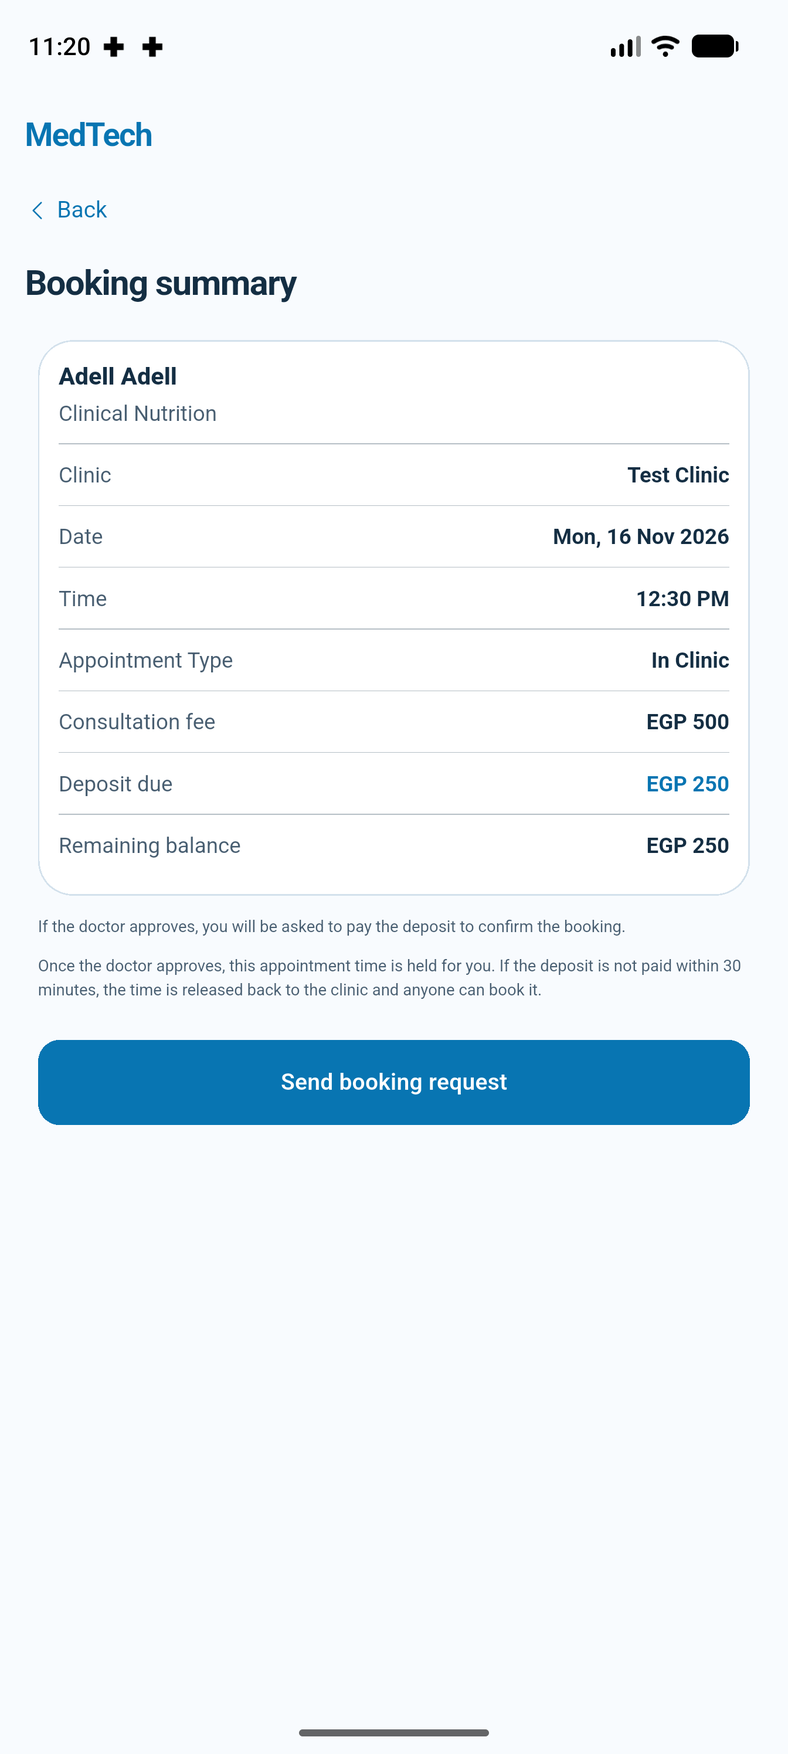 11:20
MedTech
Back
Booking summary
Adell Adell
Clinical Nutrition
Clinic Test Clinic
Date Mon, 16 Nov 2026
Time 12:30 PM
Appointment Type In Clinic
Consultation fee EGP 500
Deposit due EGP 250
Remaining balance EGP 250
If the doctor approves, you will be asked to pay the deposit to confirm the booking.
Once the doctor approves, this appointment time is held for you. If the deposit is not paid within 30
minutes, the time is released back to the clinic and anyone can book it.
Send booking request